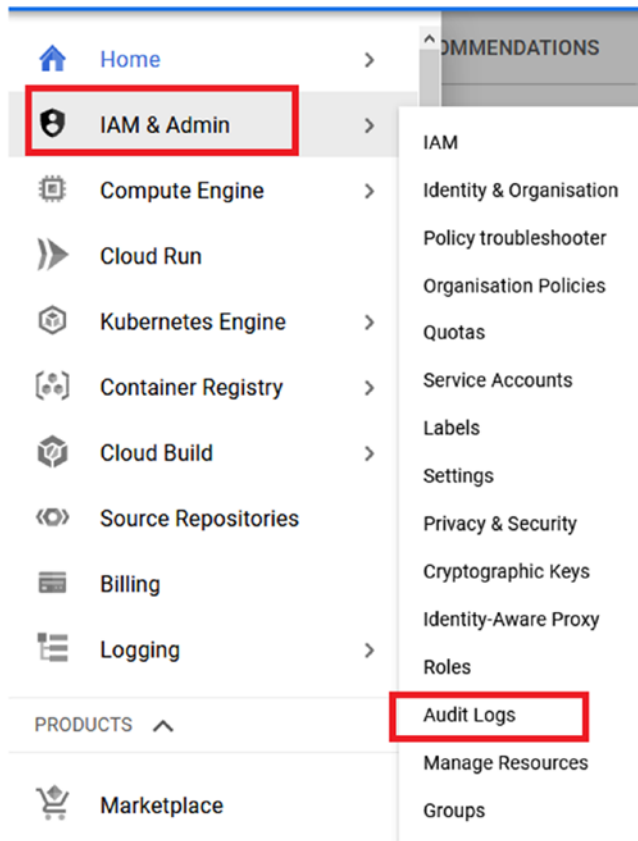 OMMENDATIONS
Home
IAM & Admin
Compute Engine
Cloud Run
Kubernetes Engine
Container Registry
Cloud Build
Source Repositories
Billing
Logging
PRODUCTS
Marketplace
IAM
Identity & Organisation
Policy troubleshooter
Organisation Policies
Quotas
Service Accounts
Labels
Settings
Privacy & Security
Cryptographic Keys
Identity-Aware Proxy
Roles
Audit Logs
Manage Resources
Groups